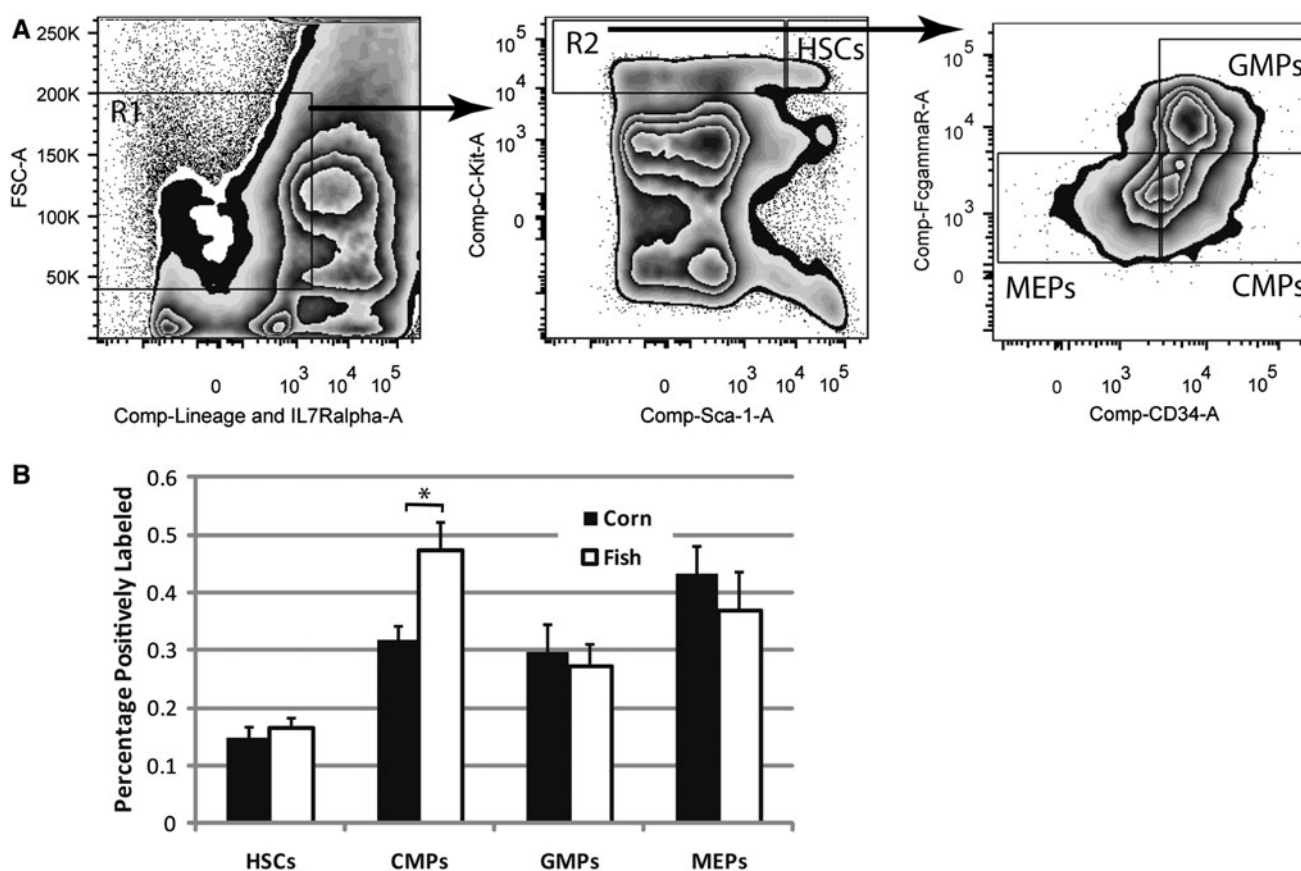 A
250K
200K
150K
100K
50K
FSC-A
R1
0 10^3 10^4 10^5
Comp-Lineage and IL7Ralpha-A
10^5
10^4
10^3
0
Comp-C-Kit-A
R2
HSCs
0 10^3 10^4 10^5
Comp-Sca-1-A
10^5
10^4
10^3
0
Comp-FcgammaR-A
GMPs
MEPs
CMPs
0 10^3 10^4 10^5
Comp-CD34-A
B
Percentage Positively Labeled
0.6
0.5
0.4
0.3
0.2
0.1
0
*
Corn
Fish
HSCs CMPs GMPs MEPs